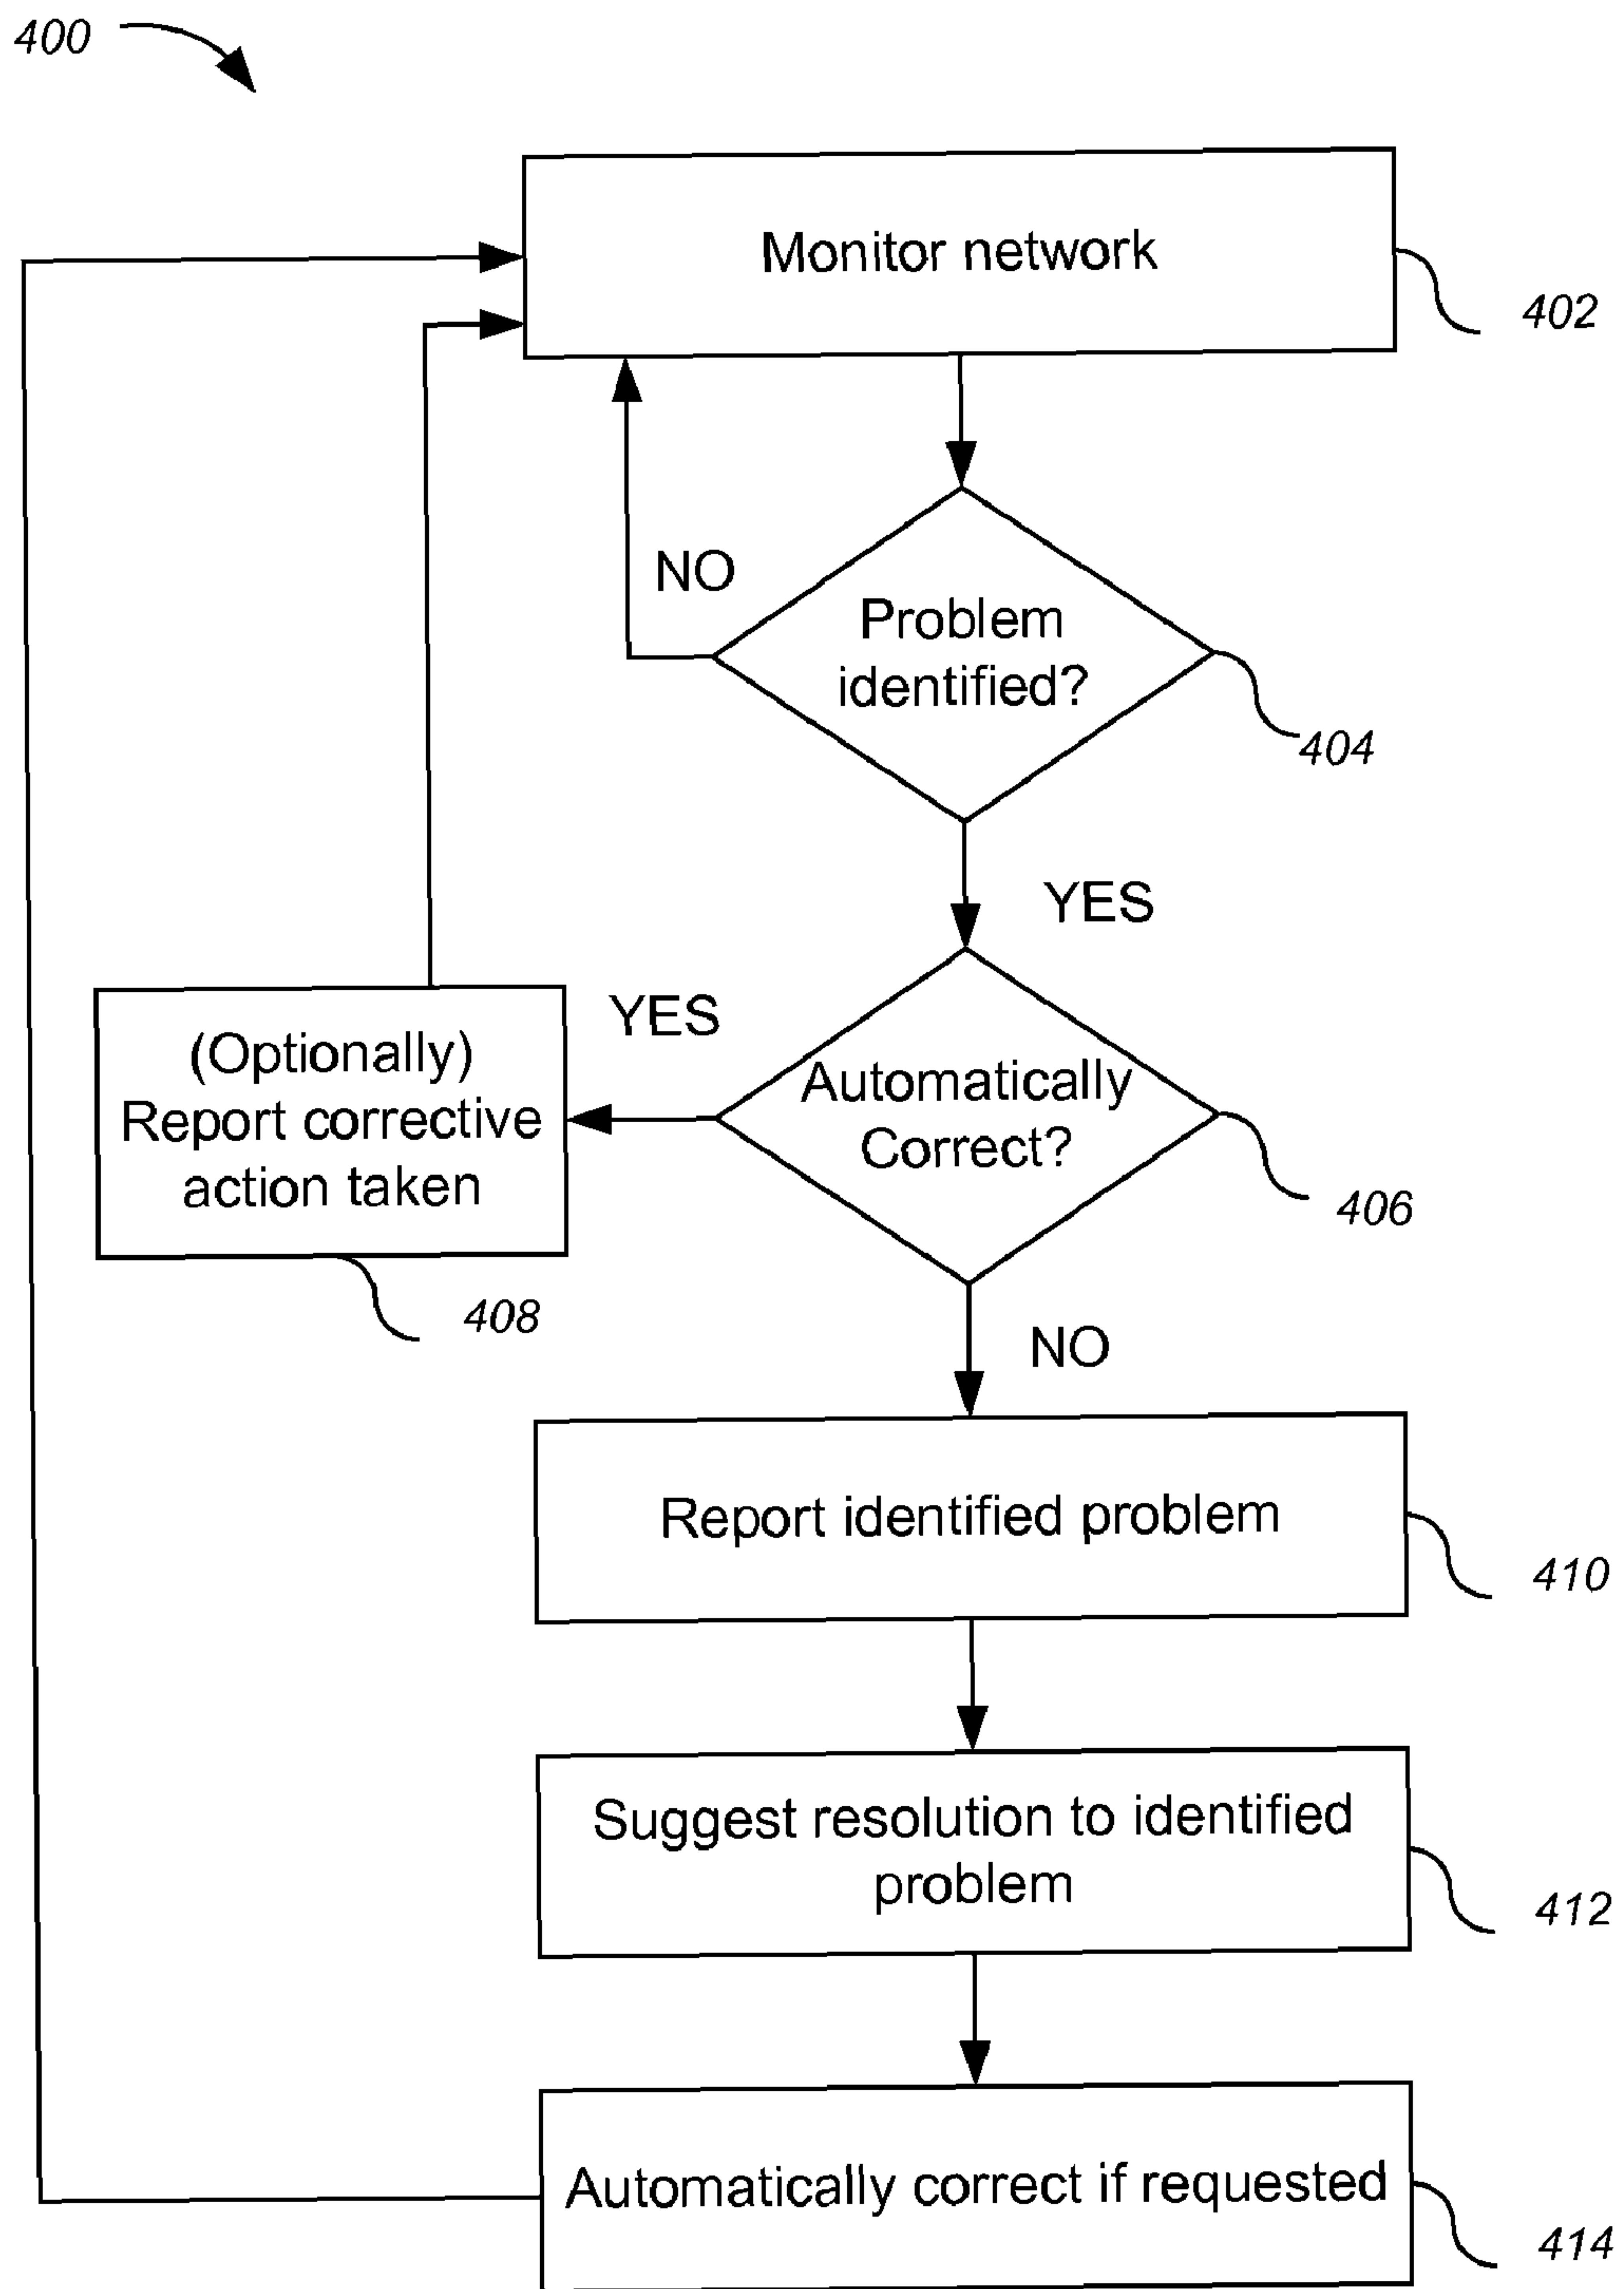 400
Monitor network
402
NO
Problem
identified?
404
YES
YES
(Optionally)
Report corrective
action taken
Automatically
Correct?
406
408
NO
Report identified problem
410
Suggest resolution to identified
problem
412
Automatically correct if requested
414